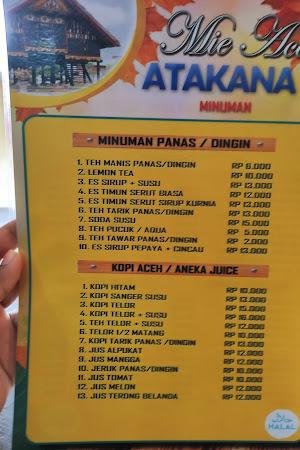 Mie Ac
ATAKANA
MINUMAN
MINUMAN PANAS / DINGIN
1. TEH MANIS PANAS/DINGIN RP 6.000
2. LEMON TEA RP 10.000
3. ES SIRUP + SUSU RP 13.000
4. ES TIMUN SERUT BIASA RP 12.000
5. ES TIMUN SERUT SIRUP KURNIA RP 13.000
6. TEH TARIK PANAS/DINGIN RP 13.000
7. SODA SUSU RP 15.000
8. TEH PUCUK / AQUA RP 5.000
9. TEH TAWAR PANAS/DINGIN RP 2.000
10. ES SIRUP PEPAYA + CINCAU RP 13.000
KOPI ACEH / ANEKA JUICE
1. KOPI HITAM RP 10.000
2. KOPI SANGER SUSU RP 13.000
3. KOPI TELOR RP 15.000
4. KOPI TELOR + SUSU RP 16.000
5. TEH TELOR + SUSU RP 12.000
6. TELOR 1/2 MATANG RP 10.000
7. KOPI TARIK PANAS / DINGIN RP 13.000
8. JUS ALPUKAT RP 12.000
9. JUS MANGGA RP 12.000
10. JERUK PANAS/DINGIN RP 10.000
11. JUS TOMAT RP 10.000
12. JUS MELON RP 12.000
13. JUS TERONG BELANDA RP 12.000
حلال
HALAL